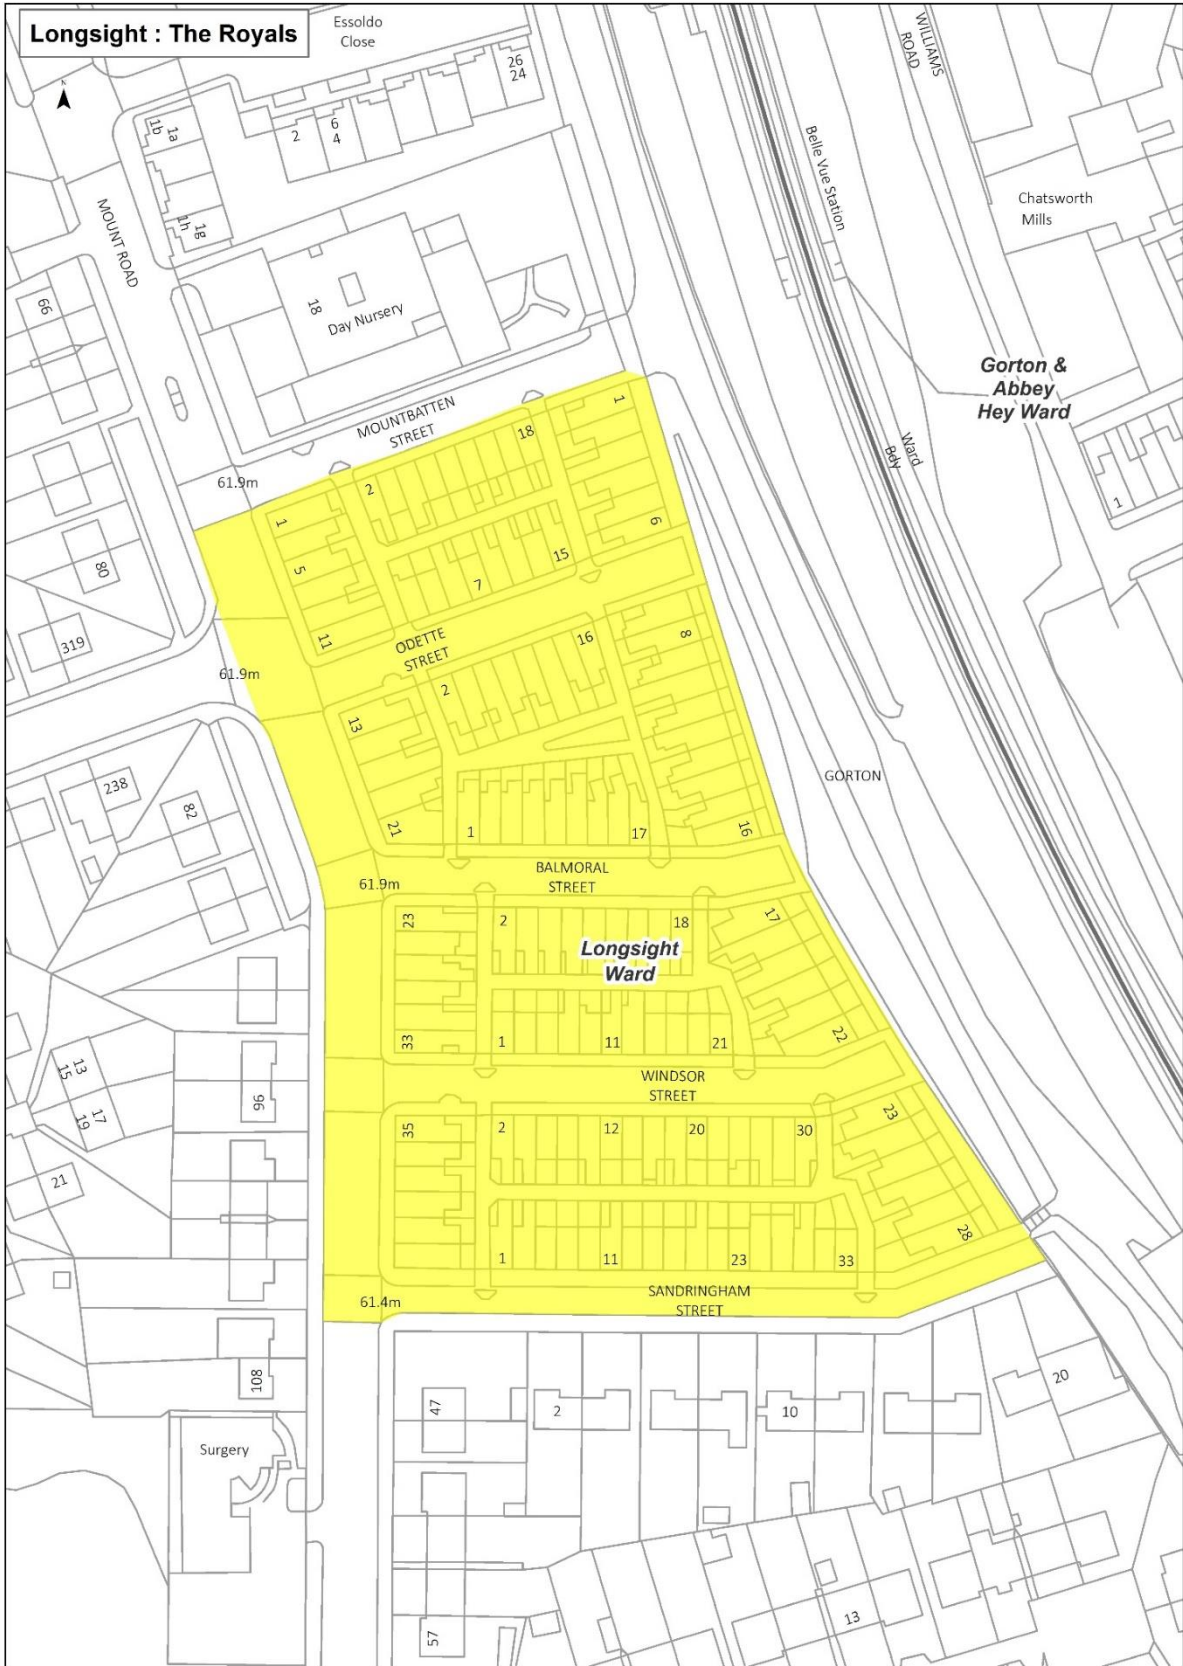 Longsight : The Royals
Essoldo
Close
N
26
24
6
4
2
1b
1a
1h
1g
MOUNT ROAD
WILLIAMS
ROAD
Belle Vue Station
Chatsworth
Mills
66
18
Day Nursery
Gorton &
Abbey
Hey Ward
Ward
Bdy
1
MOUNTBATTEN
STREET
61.9m
1
5
11
2
18
1
6
7
15
80
319
61.9m
ODETTE
STREET
13
21
2
16
8
16
238
82
1
17
GORTON
61.9m
BALMORAL
STREET
23
33
2
18
17
22
Longsight
Ward
1
11
21
WINDSOR
STREET
13
15
17
19
21
96
35
2
12
20
30
23
28
1
11
23
33
61.4m
SANDRINGHAM
STREET
108
Surgery
47
2
10
20
57
13